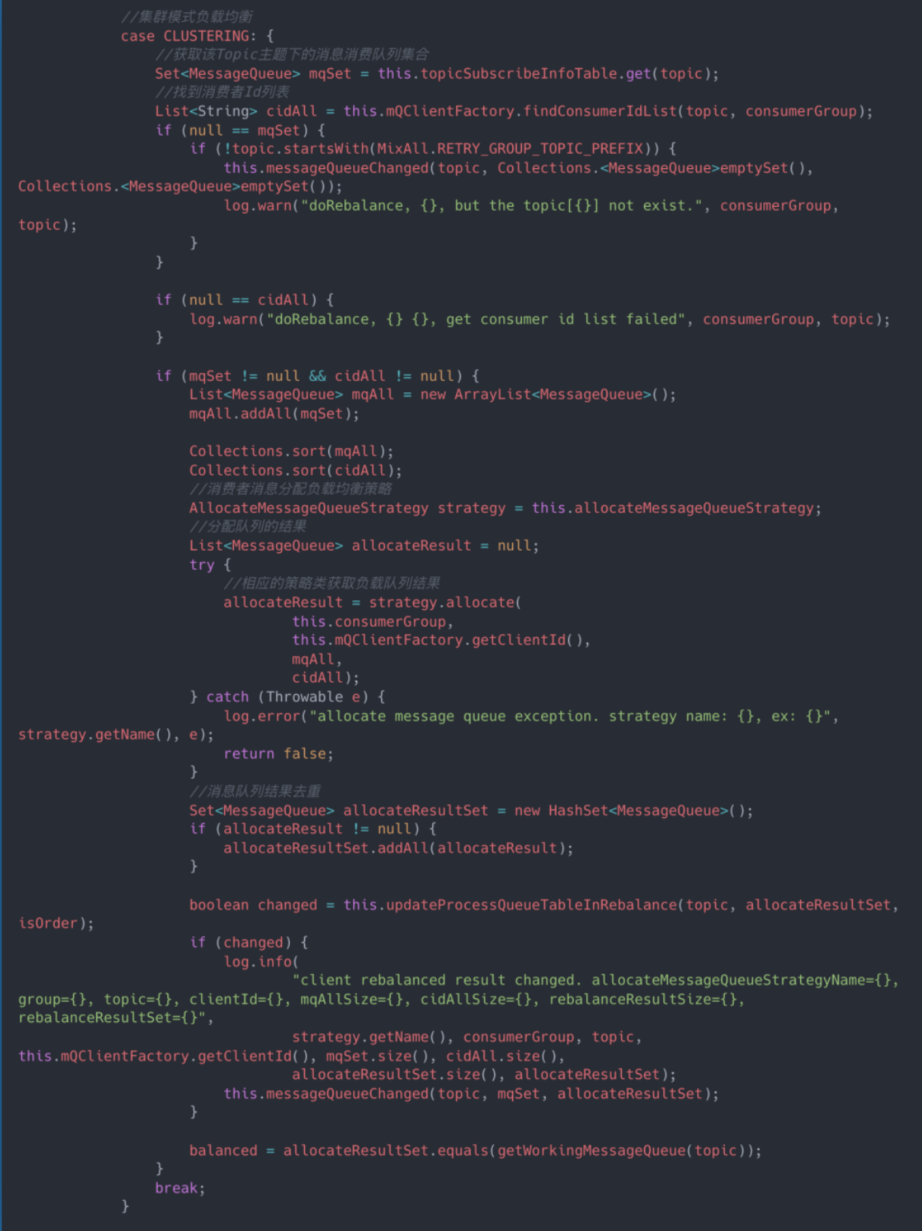 //集群模式负载均衡
case CLUSTERING: {
//获取该Topic主题下的消息消费队列集合
Set<MessageQueue> mqSet = this.topicSubscribeInfoTable.get(topic);
//找到消费者Id列表
List<String> cidAll = this.mQClientFactory.findConsumerIdList(topic, consumerGroup);
if (null == mqSet) {
if (!topic.startsWith(MixAll.RETRY_GROUP_TOPIC_PREFIX)) {
this.messageQueueChanged(topic, Collections.<MessageQueue>emptySet(),
Collections.<MessageQueue>emptySet());
log.warn("doRebalance, {}, but the topic[{}] not exist.", consumerGroup,
topic);
}
}
if (null == cidAll) {
log.warn("doRebalance, {} {}, get consumer id list failed", consumerGroup, topic);
}
if (mqSet != null && cidAll != null) {
List<MessageQueue> mqAll = new ArrayList<MessageQueue>();
mqAll.addAll(mqSet);
Collections.sort(mqAll);
Collections.sort(cidAll);
//消费者消息分配负载均衡策略
AllocateMessageQueueStrategy strategy = this.allocateMessageQueueStrategy;
//分配队列的结果
List<MessageQueue> allocateResult = null;
try {
//相应的策略类获取负载队列结果
allocateResult = strategy.allocate(
this.consumerGroup,
this.mQClientFactory.getClientId(),
mqAll,
cidAll);
} catch (Throwable e) {
log.error("allocate message queue exception. strategy name: {}, ex: {}",
strategy.getName(), e);
return false;
}
//消息队列结果去重
Set<MessageQueue> allocateResultSet = new HashSet<MessageQueue>();
if (allocateResult != null) {
allocateResultSet.addAll(allocateResult);
}
boolean changed = this.updateProcessQueueTableInRebalance(topic, allocateResultSet,
isOrder);
if (changed) {
log.info(
"client rebalanced result changed. allocateMessageQueueStrategyName={},
group={}, topic={}, clientId={}, mqAllSize={}, cidAllSize={}, rebalanceResultSize={},
rebalanceResultSet={}",
strategy.getName(), consumerGroup, topic,
this.mQClientFactory.getClientId(), mqSet.size(), cidAll.size(),
allocateResultSet.size(), allocateResultSet);
this.messageQueueChanged(topic, mqSet, allocateResultSet);
}
balanced = allocateResultSet.equals(getWorkingMessageQueue(topic));
}
break;
}